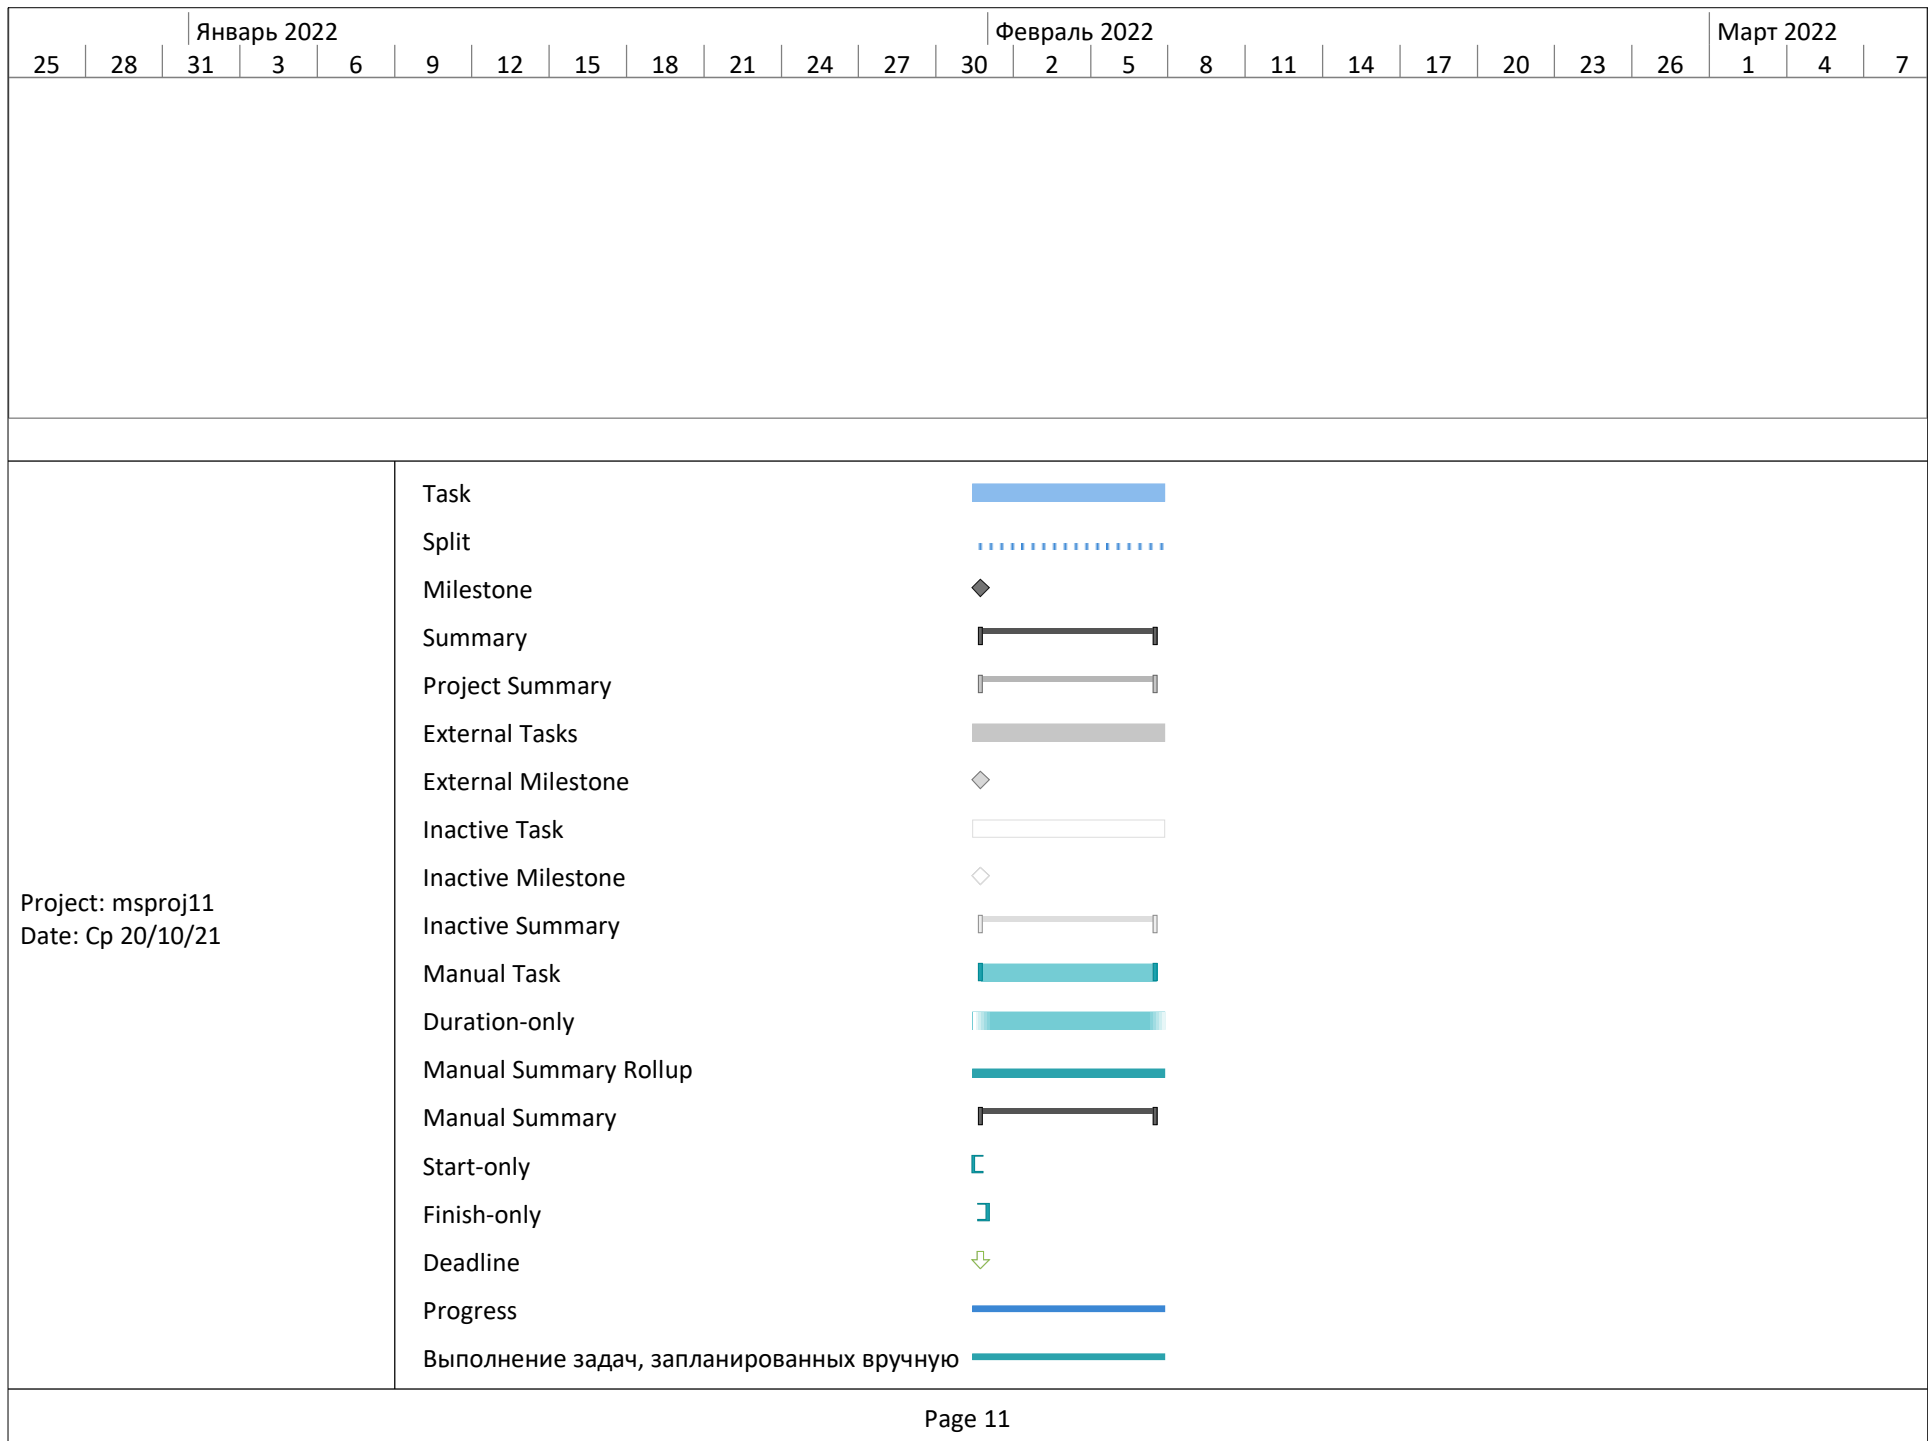 Январь 2022 Февраль 2022 Март 2022
25 28 31 3 6 9 12 15 18 21 24 27 30 2 5 8 11 14 17 20 23 26 1 4 7
Task
Split
Milestone
Summary
Project Summary
External Tasks
External Milestone
Inactive Task
Inactive Milestone
Project: msproj11
Date: Ср 20/10/21
Inactive Summary
Manual Task
Duration-only
Manual Summary Rollup
Manual Summary
Start-only
Finish-only
Deadline
Progress
Выполнение задач, запланированных вручную
Page 11